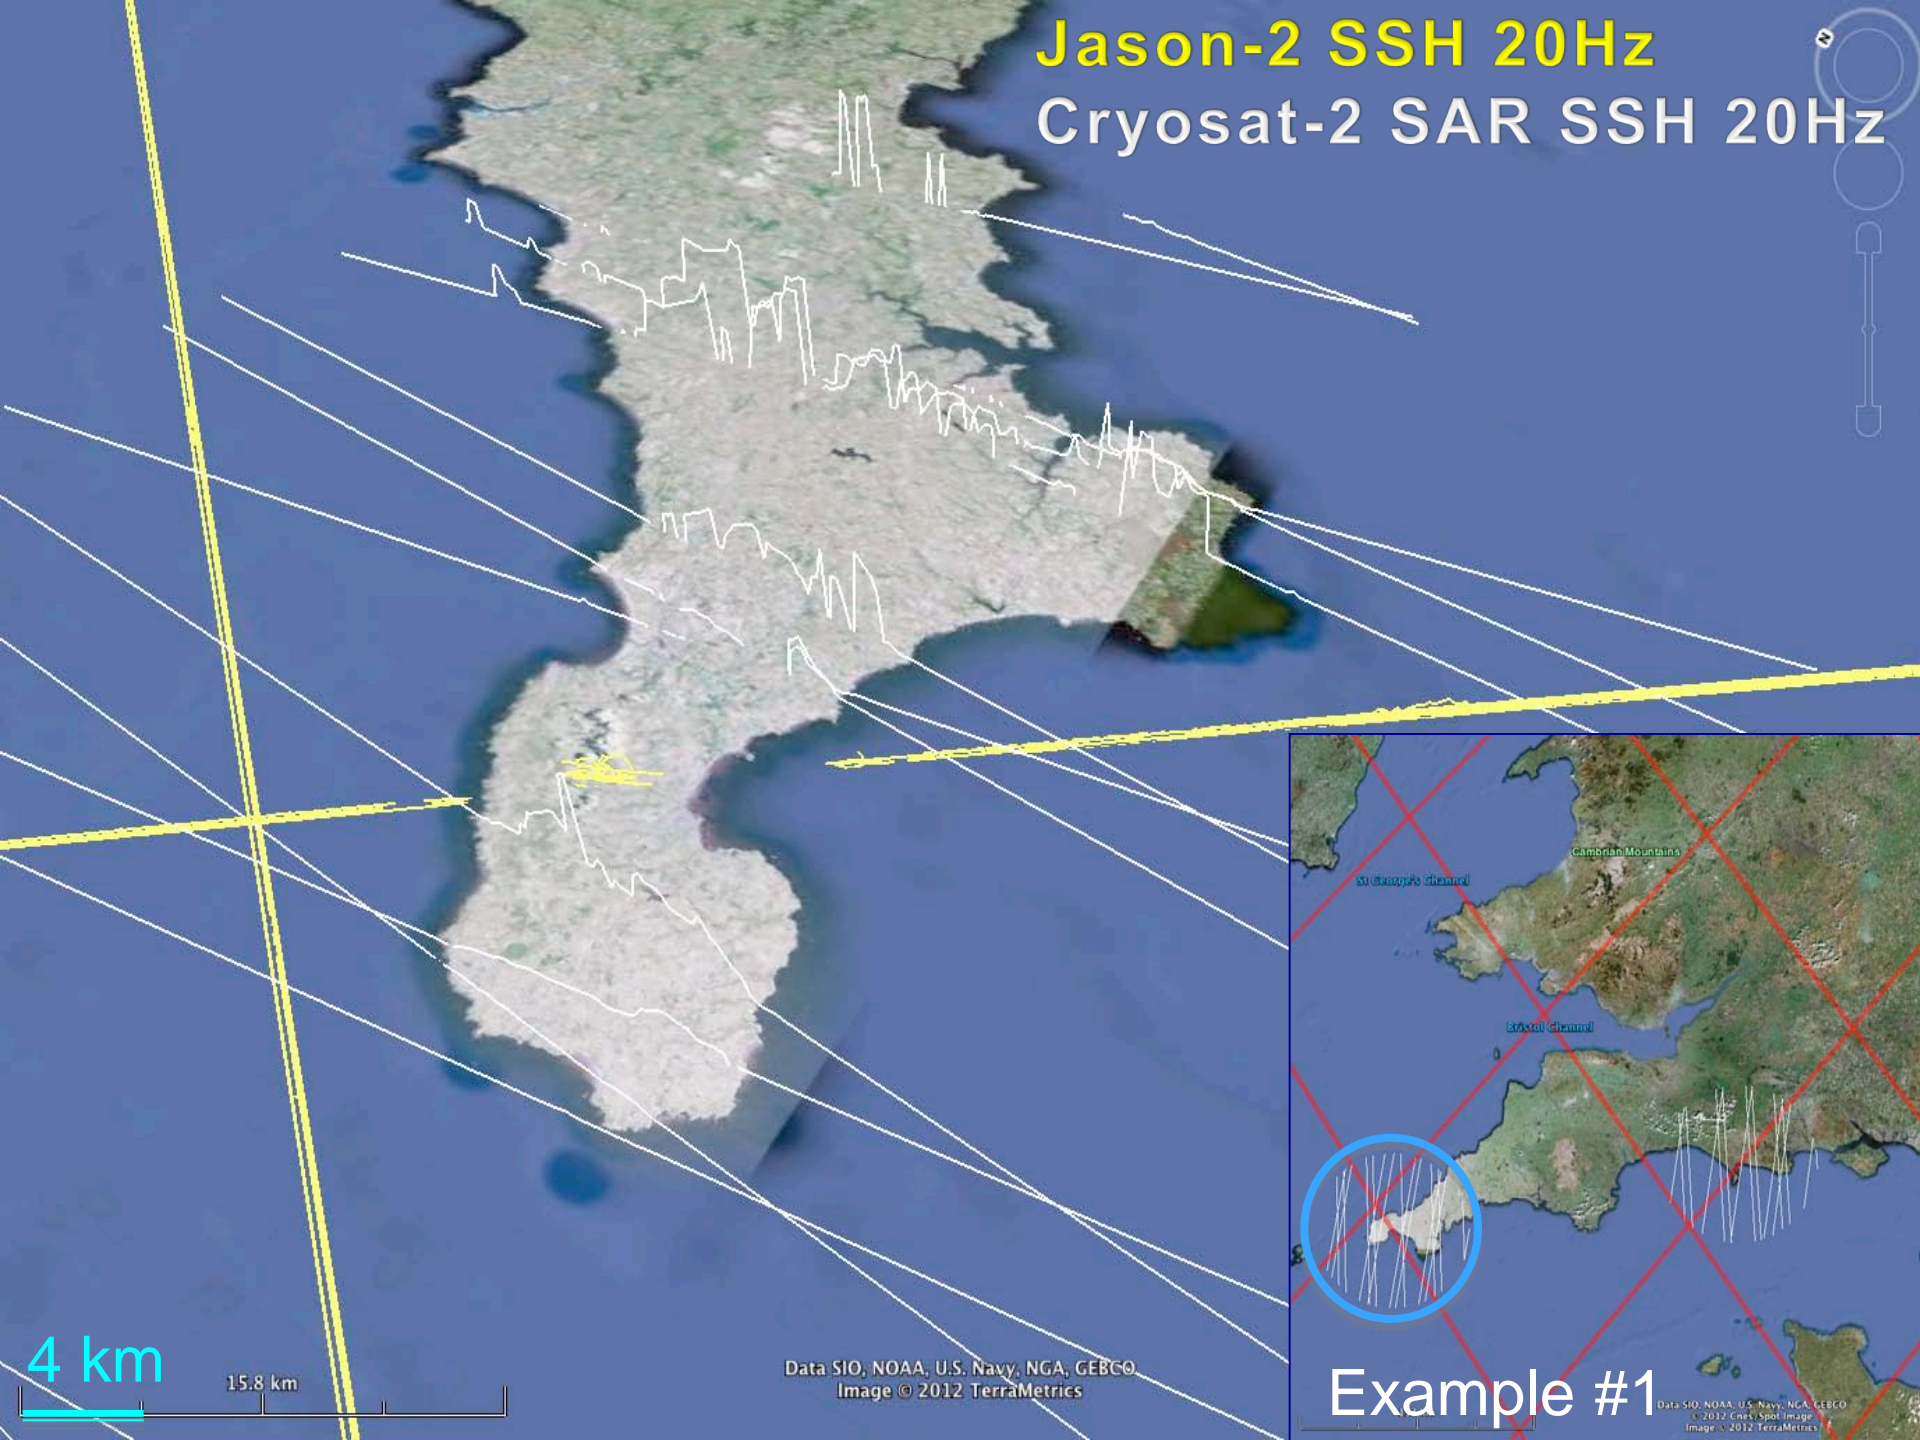 Jason-2 SSH 20Hz
Cryosat-2 SAR SSH 20Hz
N
Cambrian Mountains
St George's Channel
Bristol Channel
4 km
15.8 km
Data SIO, NOAA, U.S. Navy, NGA, GEBCO
Image © 2012 TerraMetrics
Example #1
Data SIO, NOAA, U.S. Navy, NGA, GEBCO
© 2012 Cnes/Spot Image
Image © 2012 TerraMetrics